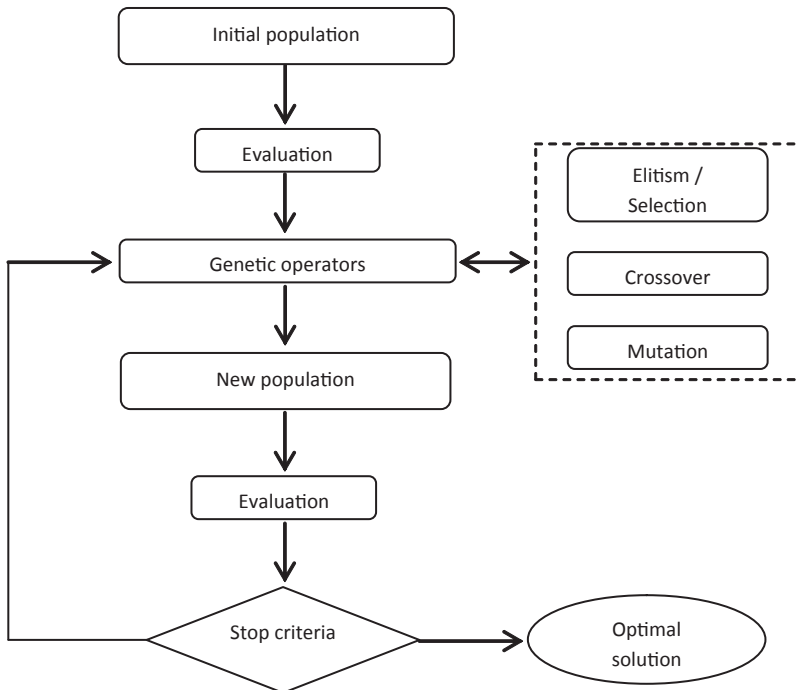 Initial population
Evaluation
Elitism /
Selection
Genetic operators
Crossover
Mutation
New population
Evaluation
Stop criteria
Optimal
solution